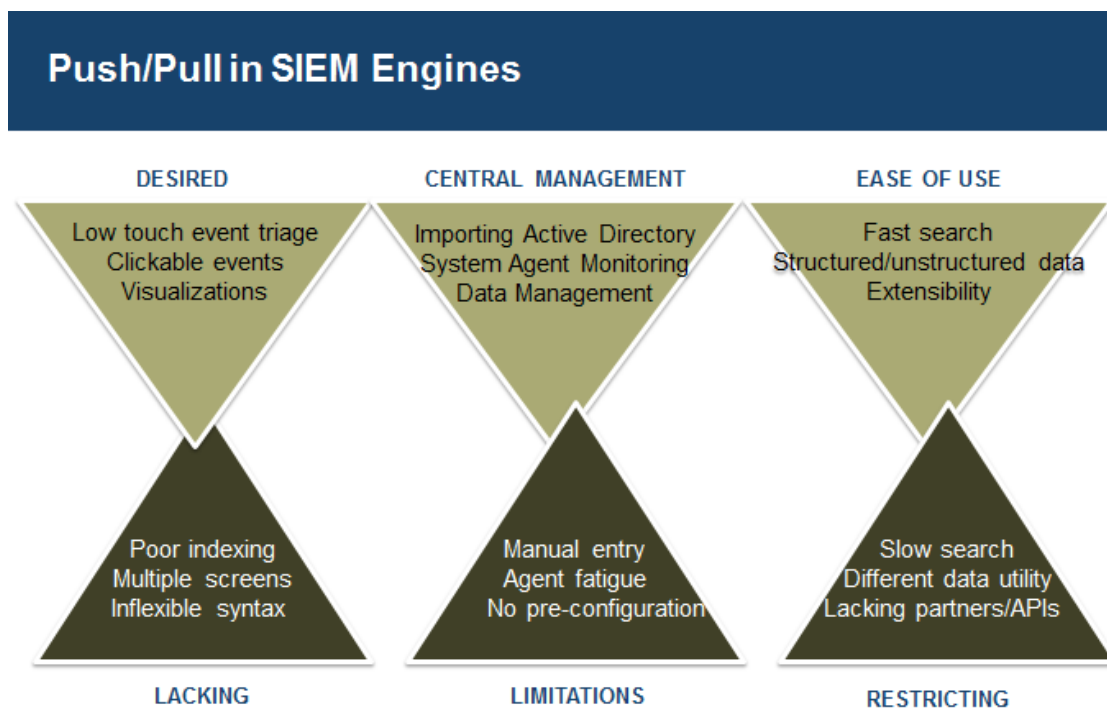 Push/Pull in SIEM Engines
DESIRED
Low touch event triage
Clickable events
Visualizations
Poor indexing
Multiple screens
Inflexible syntax
LACKING
CENTRAL MANAGEMENT
Importing Active Directory
System Agent Monitoring
Data Management
Manual entry
Agent fatigue
No pre-configuration
LIMITATIONS
EASE OF USE
Fast search
Structured/unstructured data
Extensibility
Slow search
Different data utility
Lacking partners/APIs
RESTRICTING